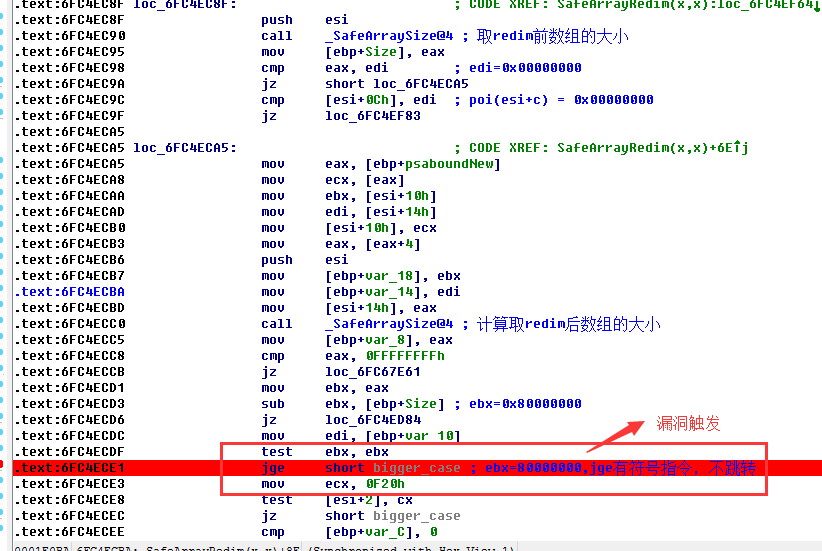 .text:6FC4EC8F loc_6FC4EC8F: ; CODE XREF: SafeArrayRedim(x,x):loc_6FC4EF64↓j
.text:6FC4EC8F push esi
.text:6FC4EC90 call _SafeArraySize@4 ; 取redim前数组的大小
.text:6FC4EC95 mov [ebp+Size], eax
.text:6FC4EC98 cmp eax, edi ; edi=0x00000000
.text:6FC4EC9A jz short loc_6FC4ECA5
.text:6FC4EC9C cmp [esi+0Ch], edi ; poi(esi+c) = 0x00000000
.text:6FC4EC9F jz loc_6FC4EF83
.text:6FC4ECA5
.text:6FC4ECA5 loc_6FC4ECA5: ; CODE XREF: SafeArrayRedim(x,x)+6E↑j
.text:6FC4ECA5 mov eax, [ebp+psaboundNew]
.text:6FC4ECA8 mov ecx, [eax]
.text:6FC4ECAA mov ebx, [esi+10h]
.text:6FC4ECAD mov edi, [esi+14h]
.text:6FC4ECB0 mov [esi+10h], ecx
.text:6FC4ECB3 mov eax, [eax+4]
.text:6FC4ECB6 push esi
.text:6FC4ECB7 mov [ebp+var_18], ebx
.text:6FC4ECBA mov [ebp+var_14], edi
.text:6FC4ECBD mov [esi+14h], eax
.text:6FC4ECC0 call _SafeArraySize@4 ; 计算取redim后数组的大小
.text:6FC4ECC5 mov [ebp+var_8], eax
.text:6FC4ECC8 cmp eax, 0FFFFFFFFh
.text:6FC4ECCB jz loc_6FC67E61
.text:6FC4ECD1 mov ebx, eax
.text:6FC4ECD3 sub ebx, [ebp+Size] ; ebx=0x80000000
.text:6FC4ECD6 jz loc_6FC4ED84
.text:6FC4ECDC mov edi, [ebp+var_10]
漏洞触发
.text:6FC4ECDF test ebx, ebx
.text:6FC4ECE1 jge short bigger_case ; ebx=80000000,jge有符号指令，不跳转
.text:6FC4ECE3 mov ecx, 0F20h
.text:6FC4ECE8 test [esi+2], cx
.text:6FC4ECEC jz short bigger_case
.text:6FC4ECEE cmp [ebp+var_C], 0